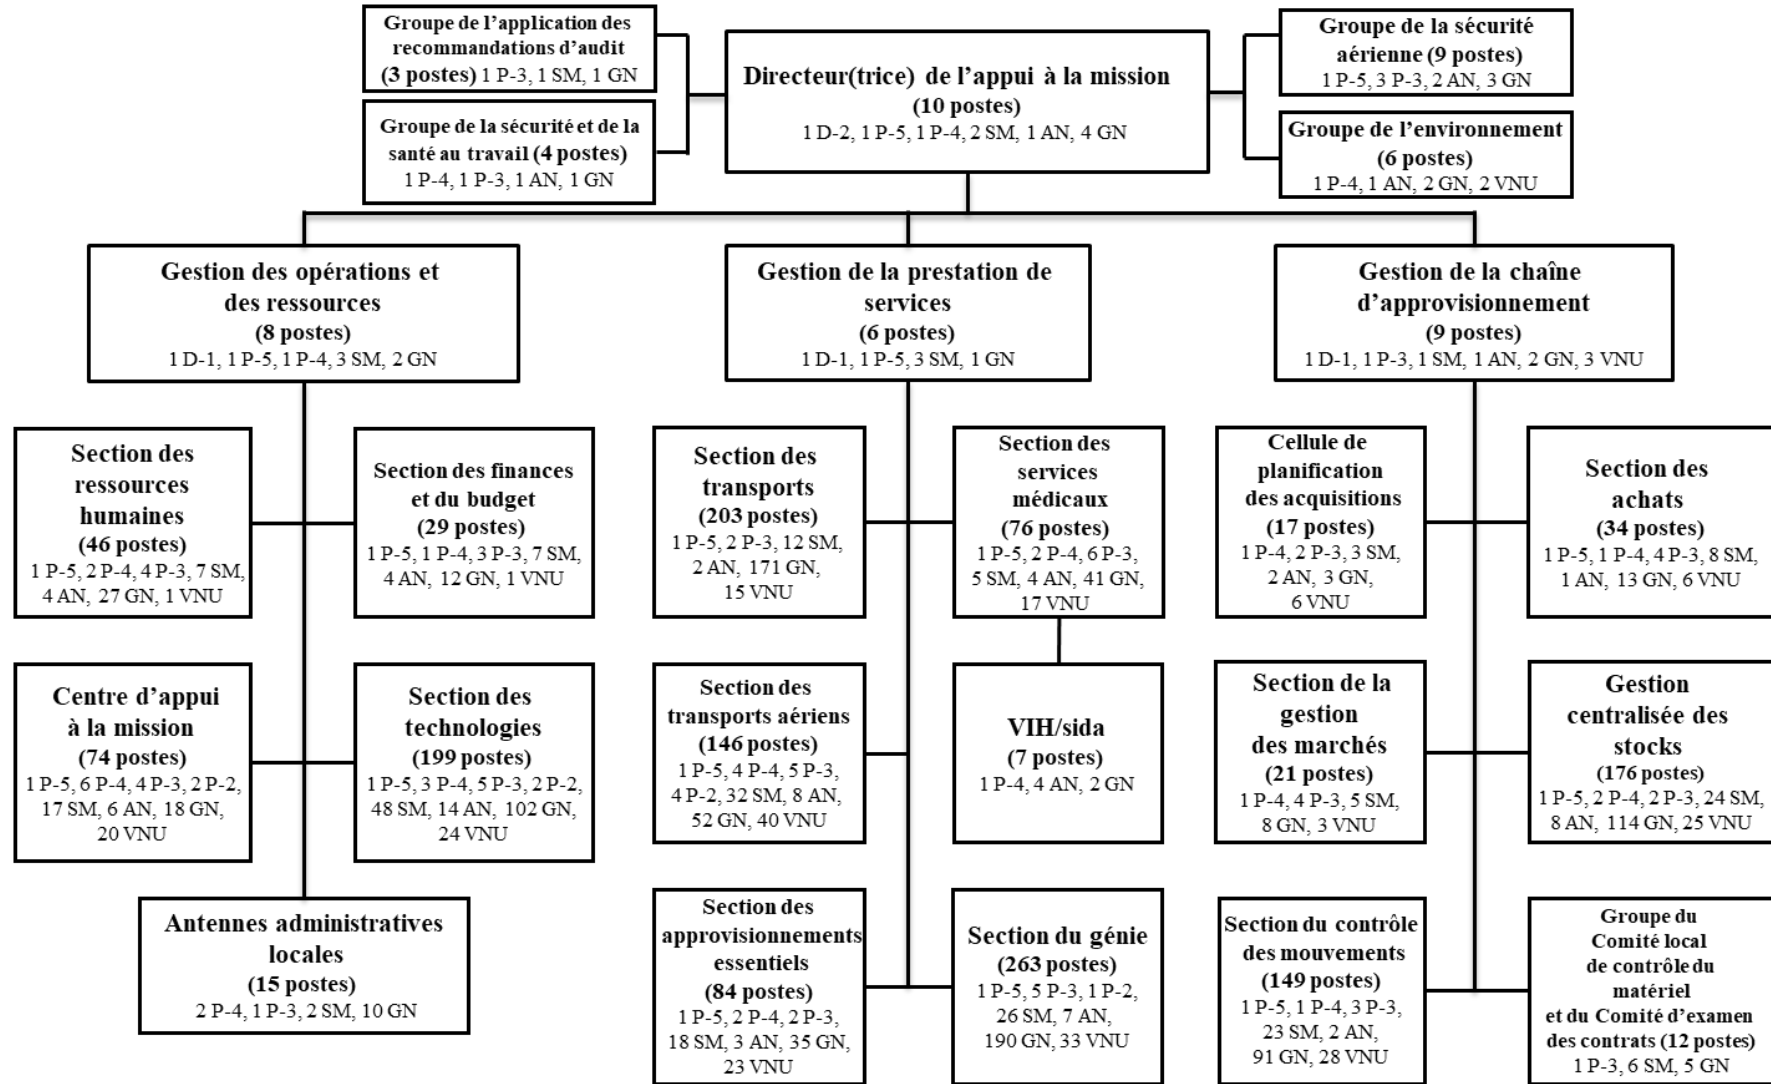 Groupe de l’application des
recommandations d’audit
(3 postes) 1 P-3, 1 SM, 1 GN
Groupe de la sécurité et de la
santé au travail (4 postes)
1 P-4, 1 P-3, 1 AN, 1 GN
Directeur(trice) de l’appui à la mission
(10 postes)
1 D-2, 1 P-5, 1 P-4, 2 SM, 1 AN, 4 GN
Groupe de la sécurité
aérienne (9 postes)
1 P-5, 3 P-3, 2 AN, 3 GN
Groupe de l’environnement
(6 postes)
1 P-4, 1 AN, 2 GN, 2 VNU
Gestion des opérations et
des ressources
(8 postes)
1 D-1, 1 P-5, 1 P-4, 3 SM, 2 GN
Gestion de la prestation de
services
(6 postes)
1 D-1, 1 P-5, 3 SM, 1 GN
Gestion de la chaîne
d’approvisionnement
(9 postes)
1 D-1, 1 P-3, 1 SM, 1 AN, 2 GN, 3 VNU
Section des
ressources
humaines
(46 postes)
1 P-5, 2 P-4, 4 P-3, 7 SM,
4 AN, 27 GN, 1 VNU
Section des finances
et du budget
(29 postes)
1 P-5, 1 P-4, 3 P-3, 7 SM,
4 AN, 12 GN, 1 VNU
Section des
transports
(203 postes)
1 P-5, 2 P-3, 12 SM,
2 AN, 171 GN,
15 VNU
Section des
services
médicaux
(76 postes)
1 P-5, 2 P-4, 6 P-3,
5 SM, 4 AN, 41 GN,
17 VNU
Cellule de
planification
des acquisitions
(17 postes)
1 P-4, 2 P-3, 3 SM,
2 AN, 3 GN,
6 VNU
Section des
achats
(34 postes)
1 P-5, 1 P-4, 4 P-3, 8 SM,
1 AN, 13 GN, 6 VNU
Centre d’appui
à la mission
(74 postes)
1 P-5, 6 P-4, 4 P-3, 2 P-2,
17 SM, 6 AN, 18 GN,
20 VNU
Section des
technologies
(199 postes)
1 P-5, 3 P-4, 5 P-3, 2 P-2,
48 SM, 14 AN, 102 GN,
24 VNU
Section des
transports aériens
(146 postes)
1 P-5, 4 P-4, 5 P-3,
4 P-2, 32 SM, 8 AN,
52 GN, 40 VNU
VIH/sida
(7 postes)
1 P-4, 4 AN, 2 GN
Section de la
gestion
des marchés
(21 postes)
1 P-4, 4 P-3, 5 SM,
8 GN, 3 VNU
Gestion
centralisée des
stocks
(176 postes)
1 P-5, 2 P-4, 2 P-3, 24 SM,
8 AN, 114 GN, 25 VNU
Antennes administratives
locales
(15 postes)
2 P-4, 1 P-3, 2 SM, 10 GN
Section des
approvisionnements
essentiels
(84 postes)
1 P-5, 2 P-4, 2 P-3,
18 SM, 3 AN, 35 GN,
23 VNU
Section du génie
(263 postes)
1 P-5, 5 P-3, 1 P-2,
26 SM, 7 AN,
190 GN, 33 VNU
Section du contrôle
des mouvements
(149 postes)
1 P-5, 1 P-4, 3 P-3,
23 SM, 2 AN,
91 GN, 28 VNU
Groupe du
Comité local
de contrôle du
matériel
et du Comité d’examen
des contrats (12 postes)
1 P-3, 6 SM, 5 GN